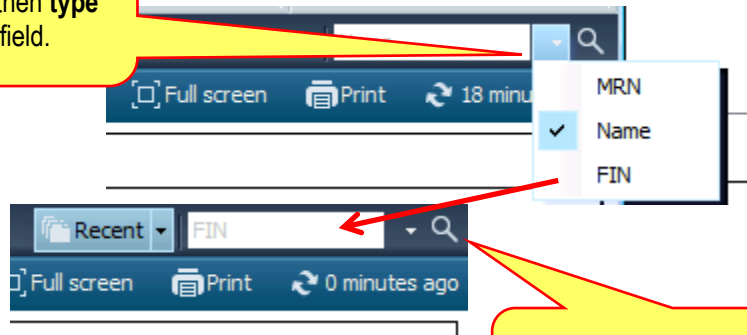 then type
field.
Full screen Print 18 minu
MRN
Name
FIN
Recent FIN
Full screen Print 0 minutes ago